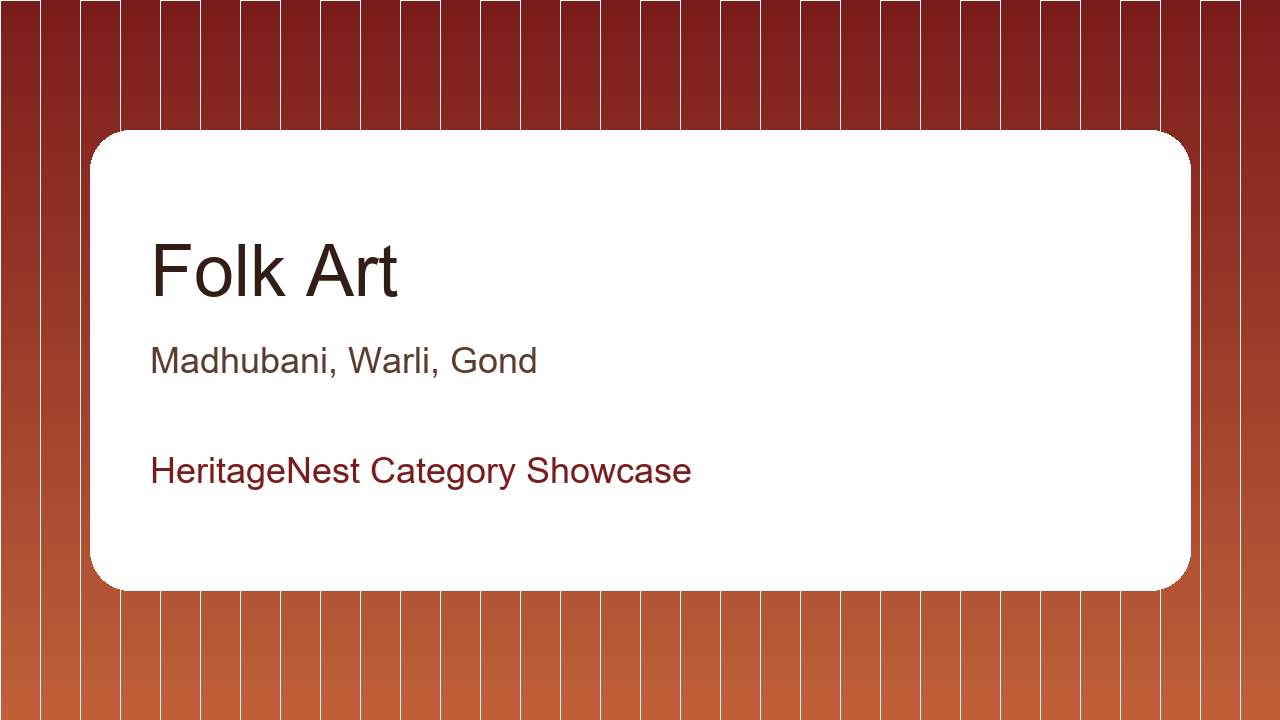 Folk Art
Madhubani, Warli, Gond
HeritageNest Category Showcase